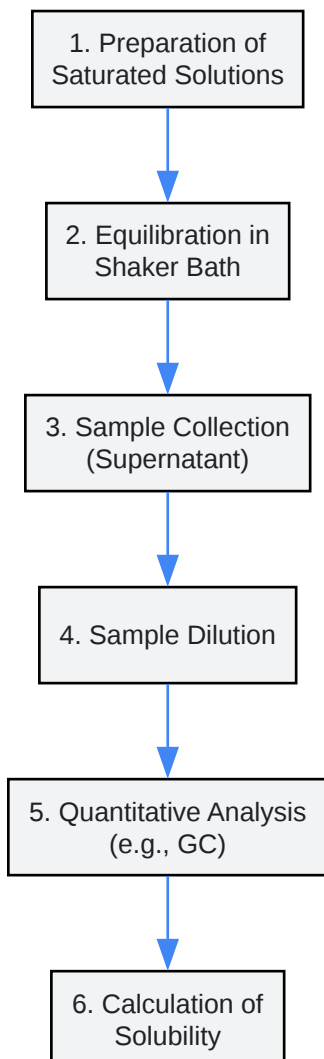 1. Preparation of
Saturated Solutions
2. Equilibration in
Shaker Bath
3. Sample Collection
(Supernatant)
4. Sample Dilution
5. Quantitative Analysis
(e.g., GC)
6. Calculation of
Solubility